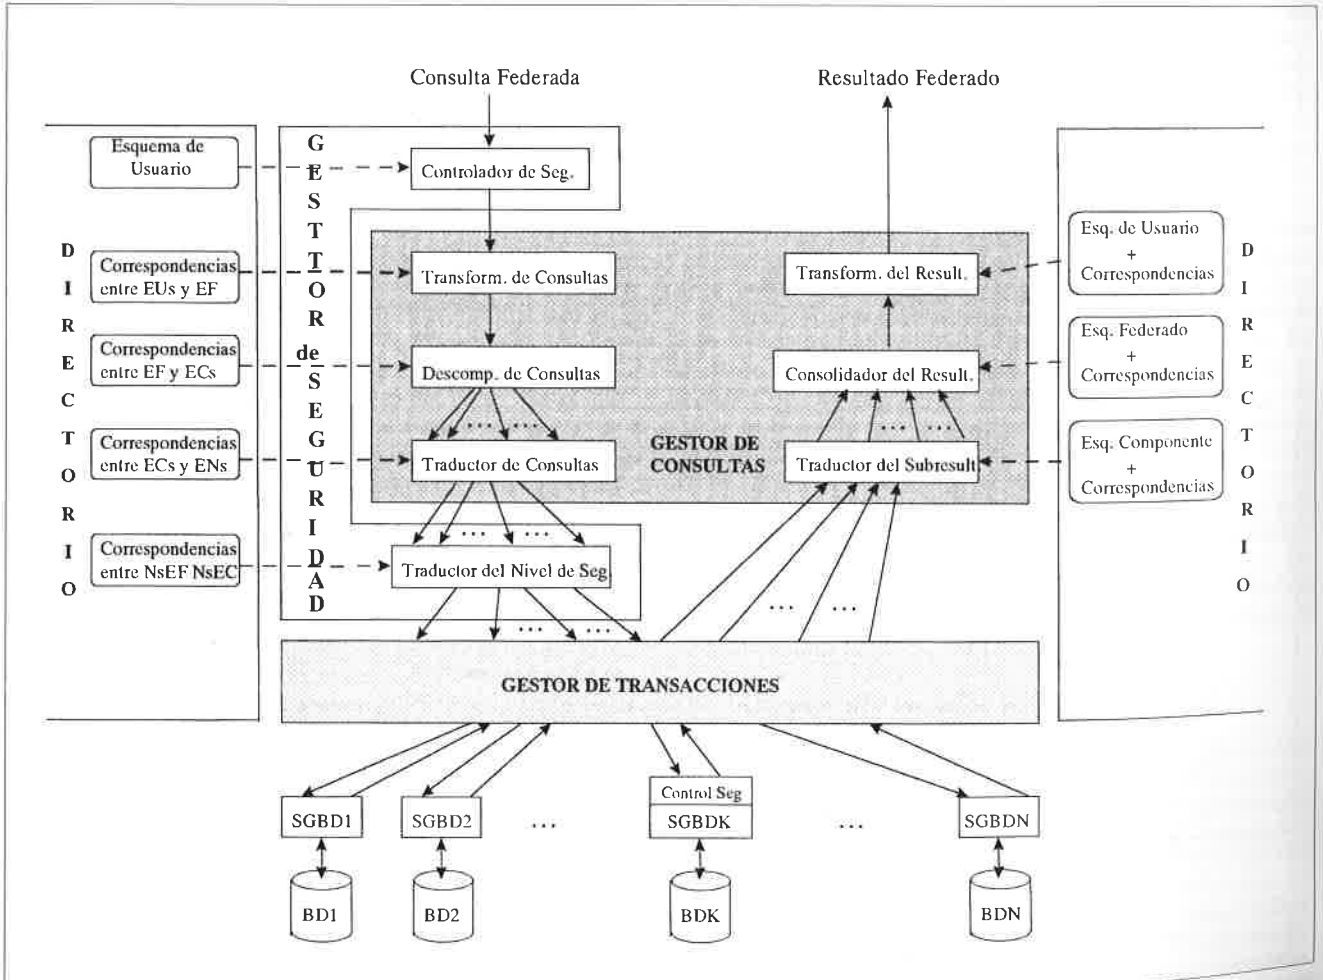 Consulta Federada
Resultado Federado
Esquema de
Usuario
Controlador de Seg.
GESTTOR de SEGURIDAD
DIRECTORIO
Correspondencias
entre EUs y EF
Transform. de Consultas
Transform. del Result.
Esq. de Usuario
+
Correspondencias
DIRECTORIO
Correspondencias
entre EF y ECs
Descomp. de Consultas
Consolidador del Result.
Esq. Federado
+
Correspondencias
... ...
... ...
Correspondencias
entre ECs y ENs
Traductor de Consultas
GESTOR DE
CONSULTAS
Traductor del Subresult
Esq. Componente
+
Correspondencias
... ...
Correspondencias
entre NsEF NsEC
Traductor del Nivel de Seg.
... ...
... ...
GESTOR DE TRANSACCIONES
Control Seg
SGBD1
SGBD2
...
SGBDK
...
SGBDN
BD1
BD2
BDK
BDN